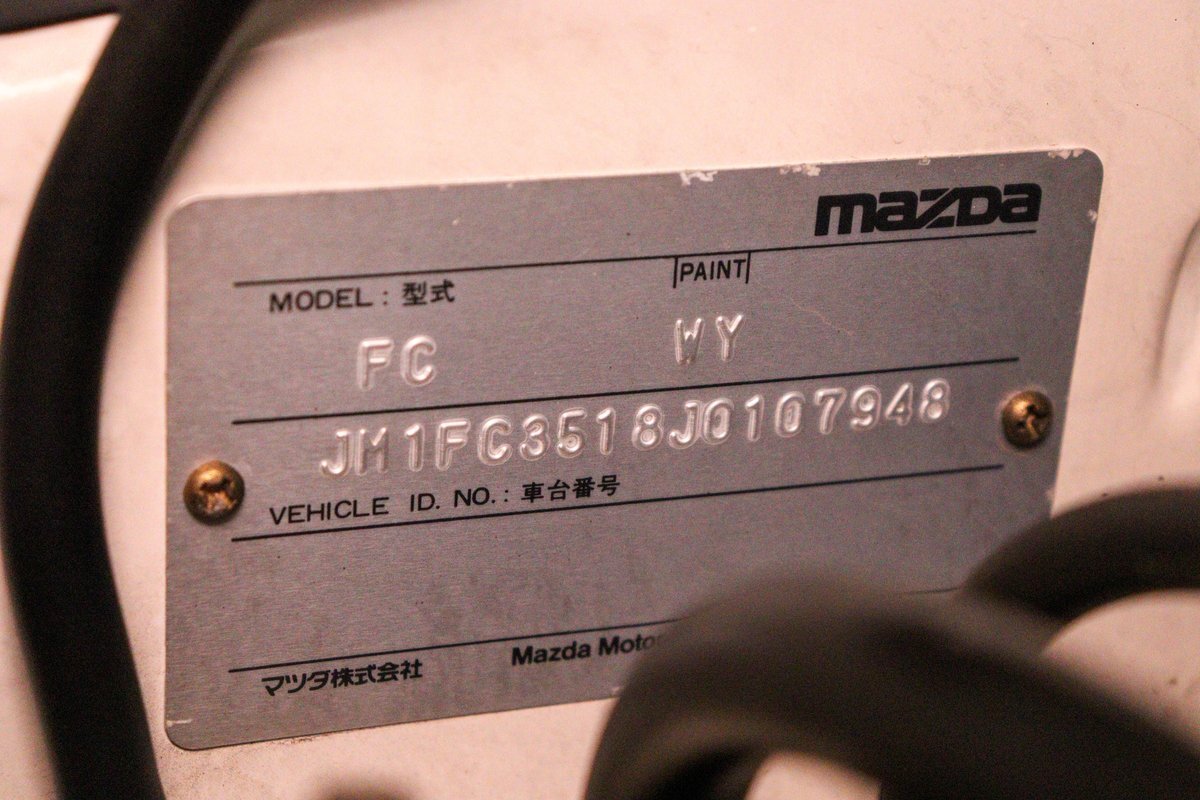 mazda
MODEL : 型式
PAINT
FC WY
JM1FC3518J0107948
VEHICLE ID. NO. : 車台番号
マツダ株式会社 Mazda